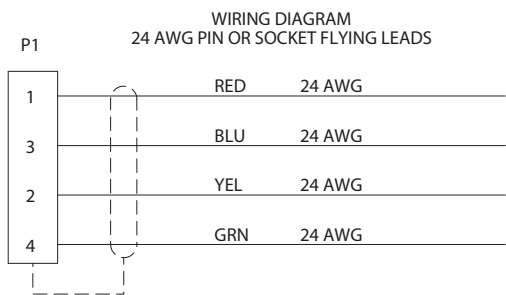 WIRING DIAGRAM
24 AWG PIN OR SOCKET FLYING LEADS
P1
1 RED 24 AWG
3 BLU 24 AWG
2 YEL 24 AWG
4 GRN 24 AWG